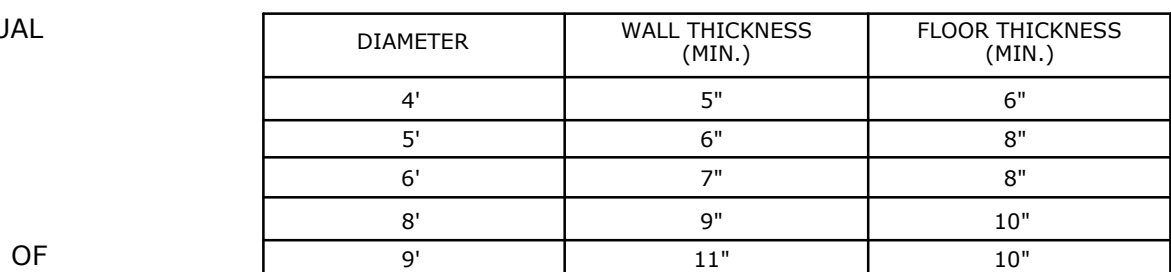 UAL
DIAMETER WALL THICKNESS (MIN.) FLOOR THICKNESS (MIN.)
4' 5" 6"
5' 6" 8"
6' 7" 8"
8' 9" 10"
OF
9' 11" 10"